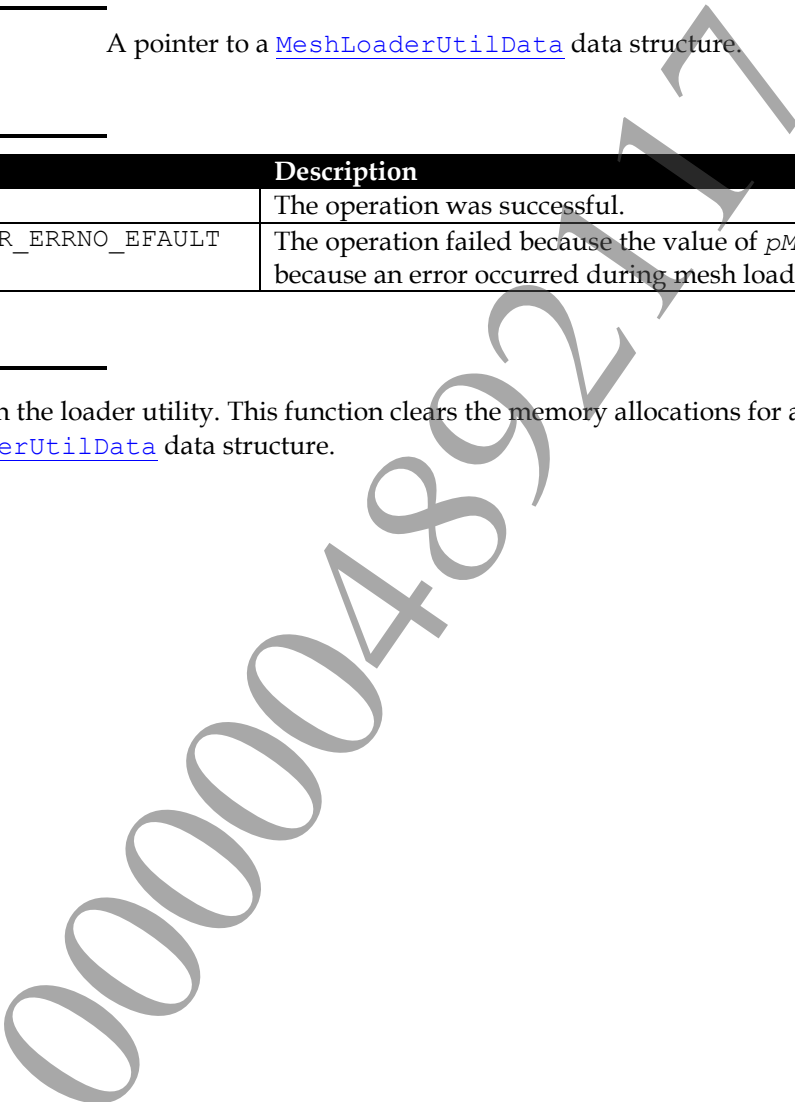 A pointer to a MeshLoaderUtilData data structure.
Description
The operation was successful.
R_ERRNO_EFAULT The operation failed because the value of pM
because an error occurred during mesh load
n the loader utility. This function clears the memory allocations for a
erUtilData data structure.
00004892117